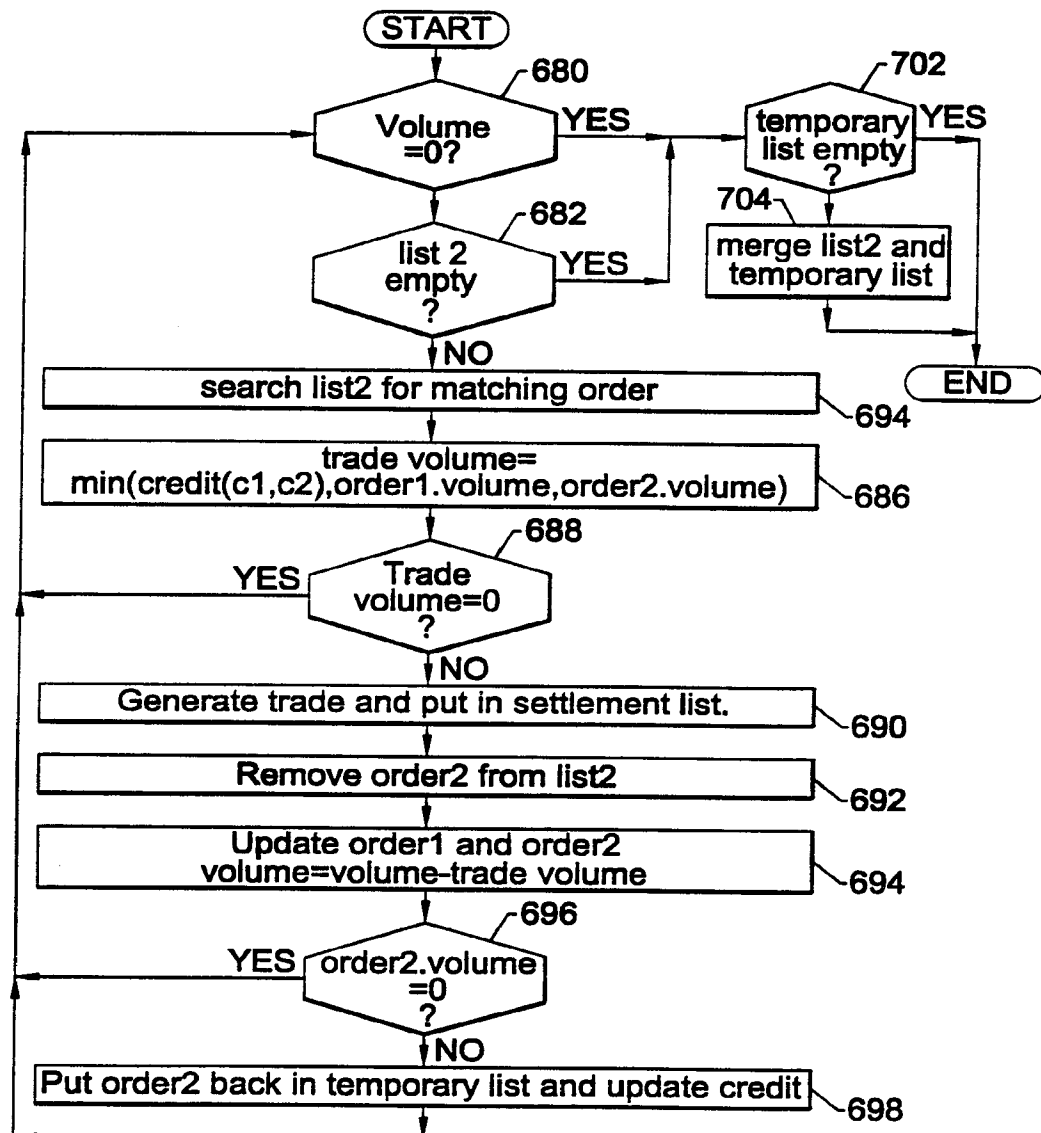 START
680
Volume
=0?
YES
702
temporary
list empty
?
YES
682
list 2
empty
?
YES
704
merge list2 and
temporary list
NO
END
search list2 for matching order
694
trade volume=
min(credit(c1,c2),order1.volume,order2.volume)
686
688
YES
Trade
volume=0
?
NO
Generate trade and put in settlement list.
690
Remove order2 from list2
692
Update order1 and order2
volume=volume-trade volume
694
696
YES
order2.volume
=0
?
NO
Put order2 back in temporary list and update credit
698